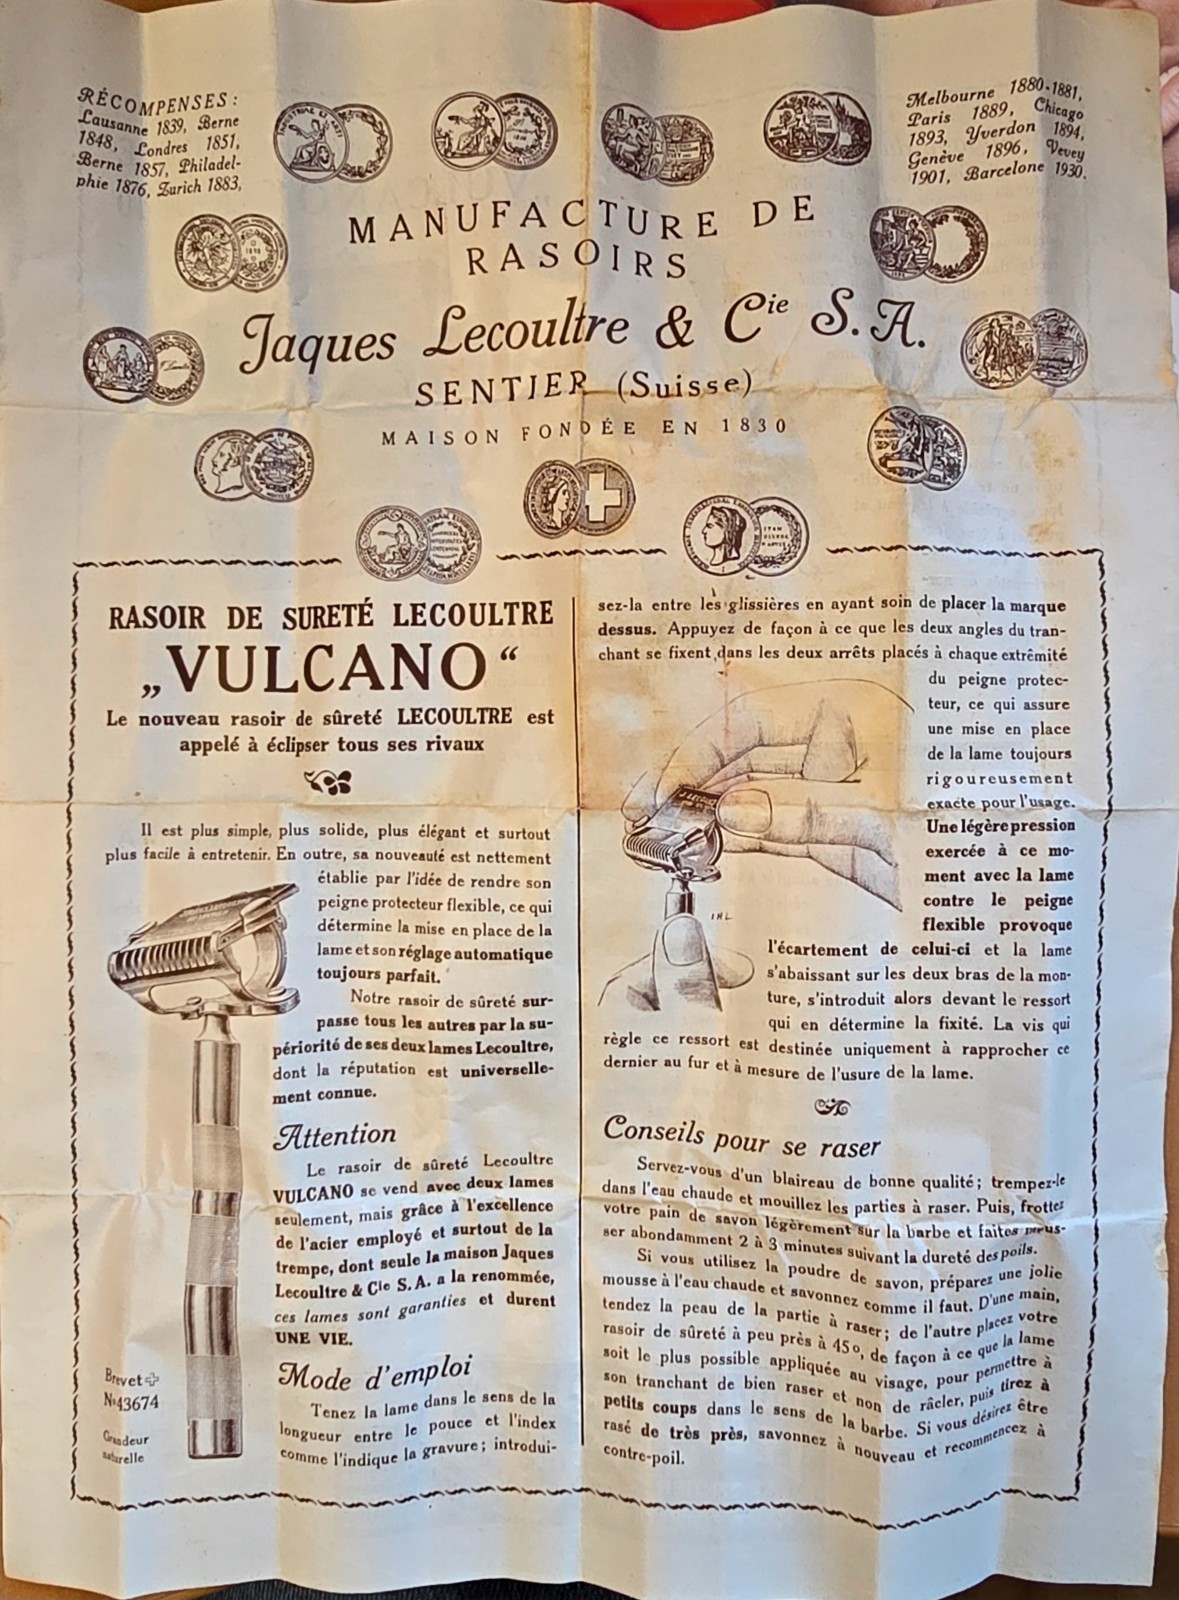 RÉCOMPENSES :
Lausanne 1839, Berne
1848, Londres 1851,
Berne 1857, Philadel-
phie 1876, Zurich 1883,
Melbourne 1880-1881,
Paris 1889, Chicago
1893, Yverdon 1894,
Genève 1896, Vevey
1901, Barcelone 1930.
MANUFACTURE DE
RASOIRS
Jaques Lecoultre & Cie S. A.
SENTIER (Suisse)
MAISON FONDÉE EN 1830
RASOIR DE SURETÉ LECOULTRE
„VULCANO“
Le nouveau rasoir de sûreté LECOULTRE est
appelé à éclipser tous ses rivaux
Il est plus simple, plus solide, plus élégant et surtout
plus facile à entretenir. En outre, sa nouveauté est nettement
établie par l'idée de rendre son
peigne protecteur flexible, ce qui
détermine la mise en place de la
lame et son réglage automatique
toujours parfait.
Notre rasoir de sûreté sur-
passe tous les autres par la su-
périorité de ses deux lames Lecoultre,
dont la réputation est universelle-
ment connue.
Attention
Le rasoir de sûreté Lecoultre
VULCANO se vend avec deux lames
seulement, mais grâce à l'excellence
de l'acier employé et surtout de la
trempe, dont seule la maison Jaques
Lecoultre & Cie S. A. a la renommée,
ces lames sont garanties et durent
UNE VIE.
Mode d'emploi
Tenez la lame dans le sens de la
longueur entre le pouce et l'index
comme l'indique la gravure ; introdui-
Brevet
No 43674
Grandeur
naturelle
sez-la entre les glissières en ayant soin de placer la marque
dessus. Appuyez de façon à ce que les deux angles du tran-
chant se fixent dans les deux arrêts placés à chaque extrêmité
du peigne protec-
teur, ce qui assure
une mise en place
de la lame toujours
rigoureusement
exacte pour l'usage.
Une légère pression
exercée à ce mo-
ment avec la lame
contre le peigne
flexible provoque
l'écartement de celui-ci et la lame
s'abaissant sur les deux bras de la mon-
ture, s'introduit alors devant le ressort
qui en détermine la fixité. La vis qui
règle ce ressort est destinée uniquement à rapprocher ce
dernier au fur et à mesure de l'usure de la lame.
Conseils pour se raser
Servez-vous d'un blaireau de bonne qualité ; trempez-le
dans l'eau chaude et mouillez les parties à raser. Puis, frottez
votre pain de savon légèrement sur la barbe et faites mous-
ser abondamment 2 à 3 minutes suivant la dureté des poils.
Si vous utilisez la poudre de savon, préparez une jolie
mousse à l'eau chaude et savonnez comme il faut. D'une main,
tendez la peau de la partie à raser ; de l'autre placez votre
rasoir de sûreté à peu près à 45o, de façon à ce que la lame
soit le plus possible appliquée au visage, pour permettre à
son tranchant de bien raser et non de râcler, puis tirez à
petits coups dans le sens de la barbe. Si vous désirez être
rasé de très près, savonnez à nouveau et recommencez à
contre-poil.